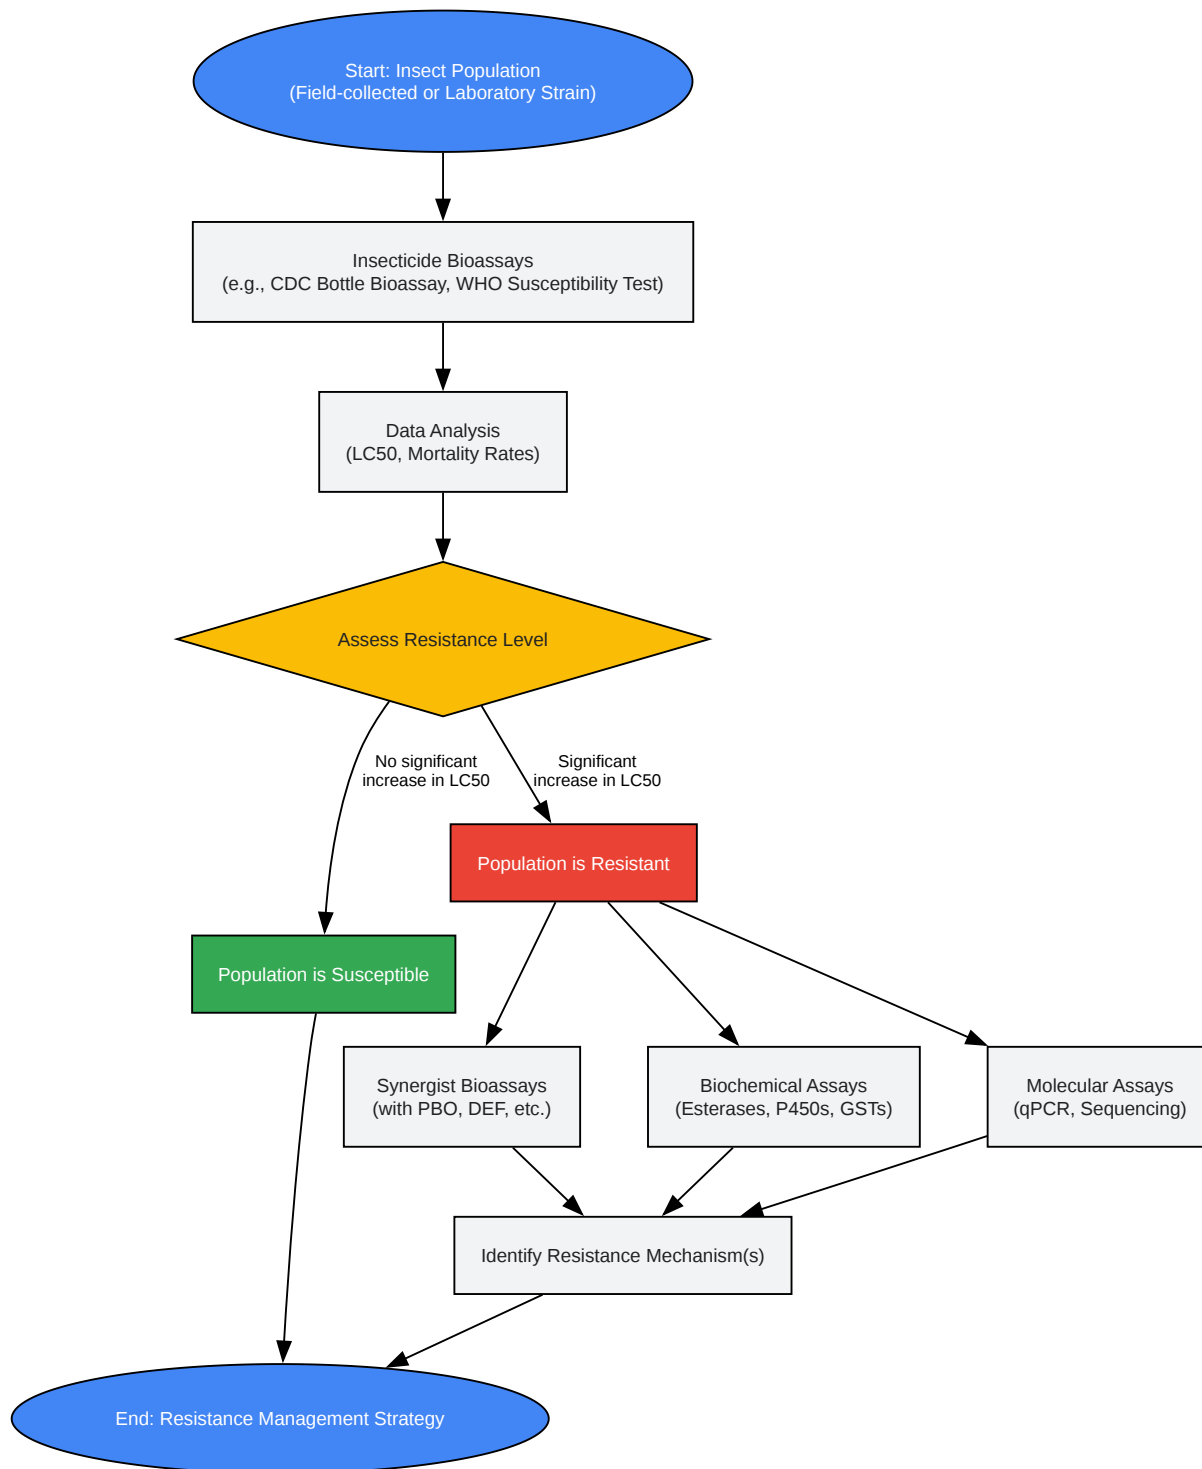 Start: Insect Population
(Field-collected or Laboratory Strain)
Insecticide Bioassays
(e.g., CDC Bottle Bioassay, WHO Susceptibility Test)
Data Analysis
(LC50, Mortality Rates)
Assess Resistance Level
No significant
increase in LC50
Significant
increase in LC50
Population is Resistant
Population is Susceptible
Synergist Bioassays
(with PBO, DEF, etc.)
Biochemical Assays
(Esterases, P450s, GSTs)
Molecular Assays
(qPCR, Sequencing)
Identify Resistance Mechanism(s)
End: Resistance Management Strategy